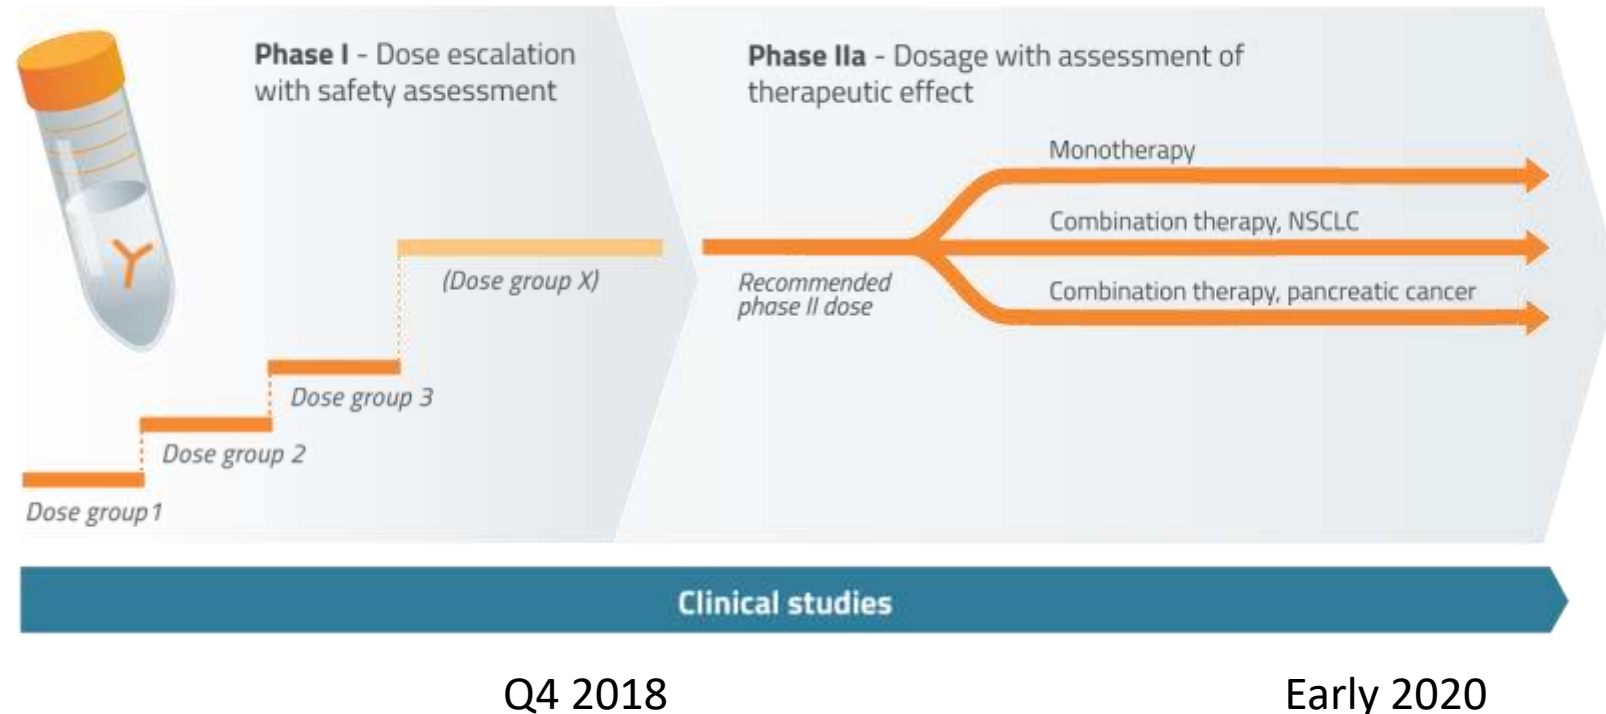 Phase I - Dose escalation
with safety assessment
Phase IIa - Dosage with assessment of
therapeutic effect
Monotherapy
Combination therapy, NSCLC
Combination therapy, pancreatic cancer
(Dose group X)
Recommended
phase II dose
Dose group 3
Dose group 2
Dose group 1
Clinical studies
Q4 2018
Early 2020